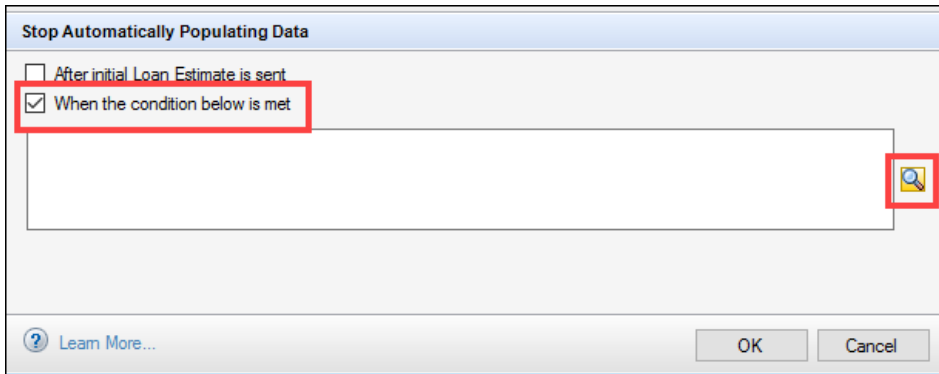 Stop Automatically Populating Data
After initial Loan Estimate is sent
When the condition below is met
? Learn More...
OK Cancel